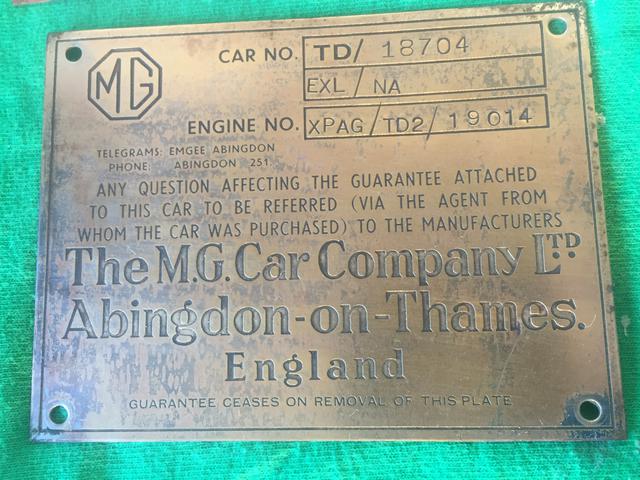 MG
CAR NO. TD/ 18704
EXL/ NA
ENGINE NO. XPAG/TD2/19014
TELEGRAMS: EMGEE ABINGDON
PHONE: ABINGDON 251.
ANY QUESTION AFFECTING THE GUARANTEE ATTACHED
TO THIS CAR TO BE REFERRED (VIA THE AGENT FROM
WHOM THE CAR WAS PURCHASED) TO THE MANUFACTURERS
The M.G. Car Company LTD
Abingdon-on-Thames.
England
GUARANTEE CEASES ON REMOVAL OF THIS PLATE